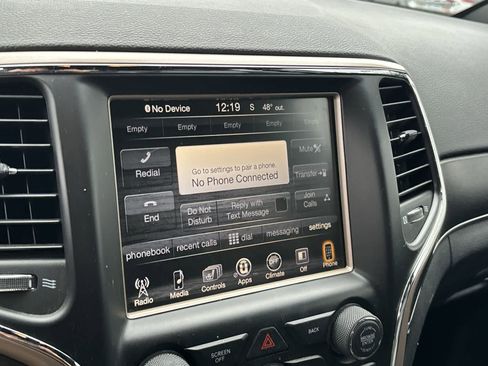 No Device 12:19 S 48° out.
Empty Empty Empty Empty Empty
Redial
Go to settings to pair a phone.
No Phone Connected
Mute
Transfer
End
Do Not
Disturb
Reply with
Text Message
Join
Calls
phonebook recent calls dial messaging settings
Radio Media Controls Apps Climate Off Phone
OFF
SCREEN
OFF
BACK